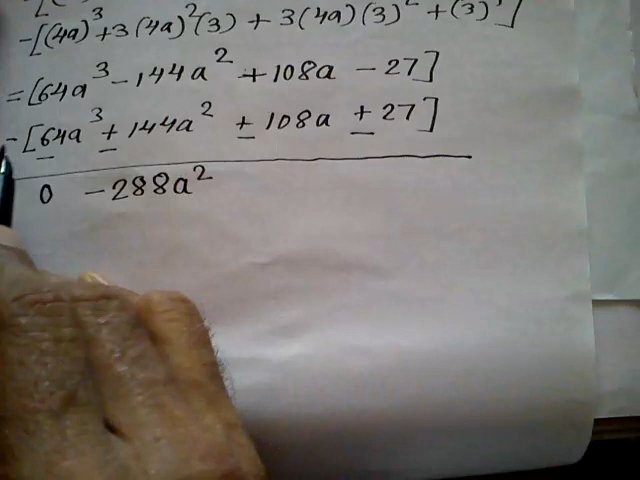 -[(4a)³+3(4a)²(3) + 3(4a)(3)² +(3)³]
=[64a³-144a² +108a -27]
-[64a³ + 144a² + 108a + 27]
0 -288a²